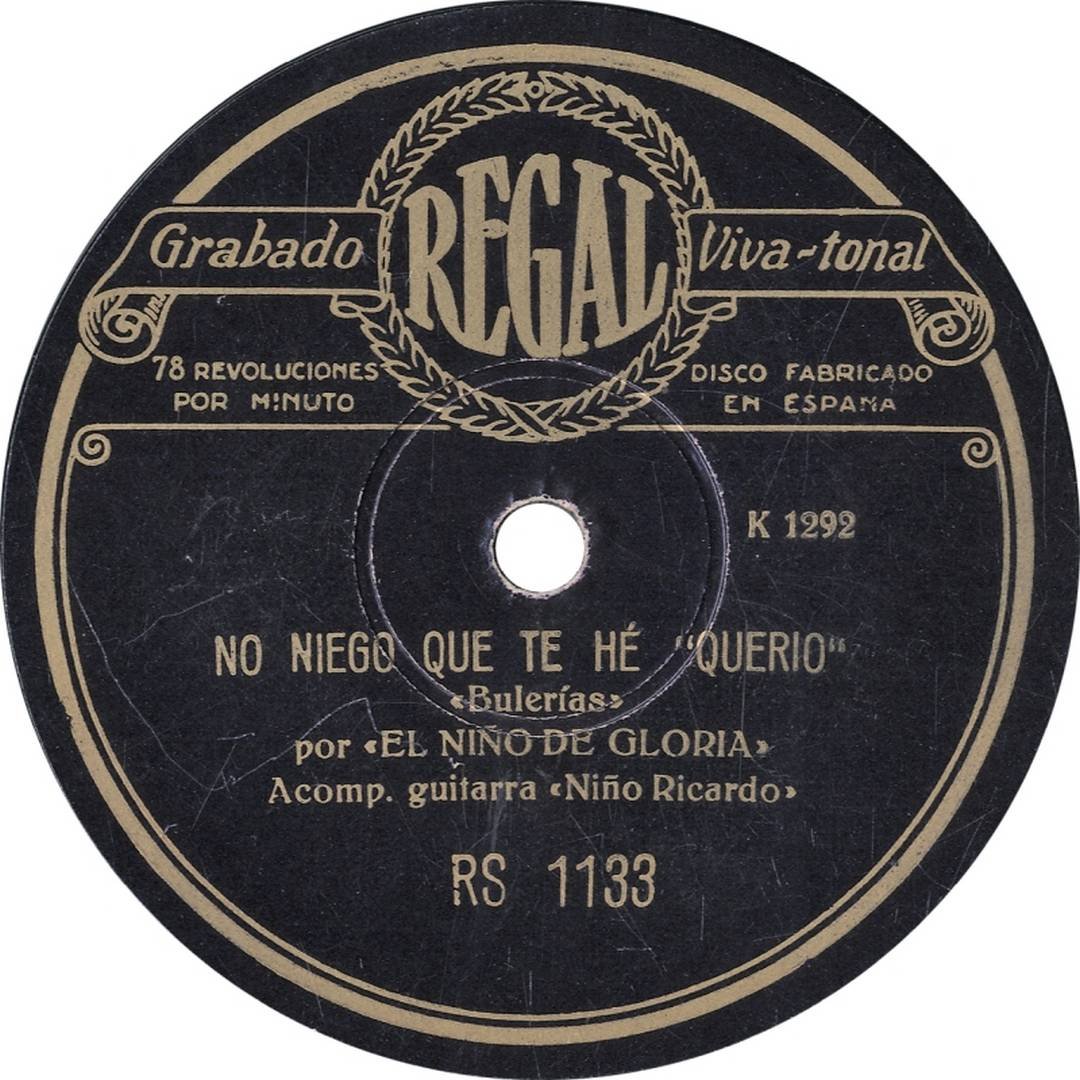 REGAL
Grabado Viva-tonal
78 REVOLUCIONES
POR MINUTO
DISCO FABRICADO
EN ESPAÑA
K 1292
NO NIEGO QUE TE HÉ “QUERIO“
«Bulerías»
por «EL NIÑO DE GLORIA»
Acomp. guitarra «Niño Ricardo»
RS 1133